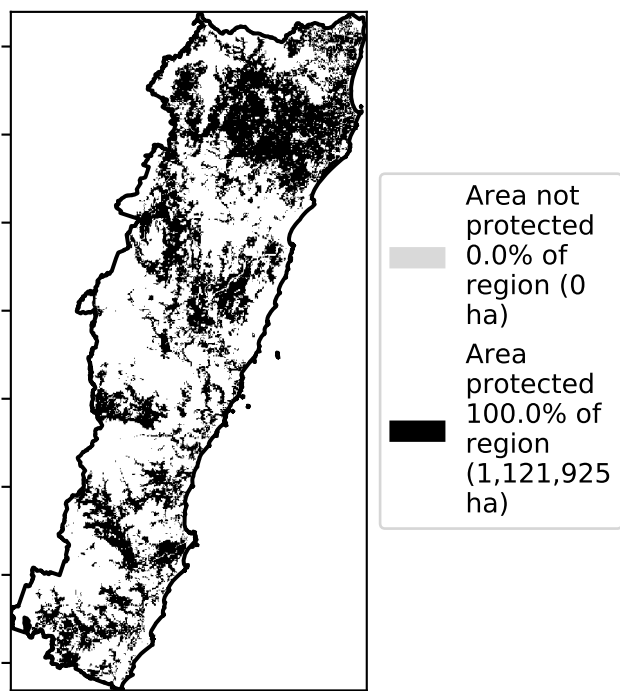 Area not
protected
0.0% of
region (0
ha)
Area
protected
100.0% of
region
(1,121,925
ha)